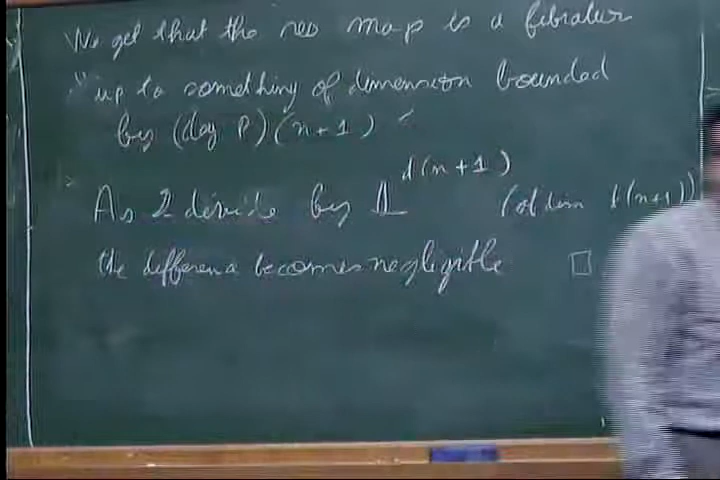 We get that the new map is a fibration
up to something of dimension bounded
by (deg P)(n+1)
d(n+1)
As I divide by 𝕃 (of dim d(n+1))
the difference becomes negligible □